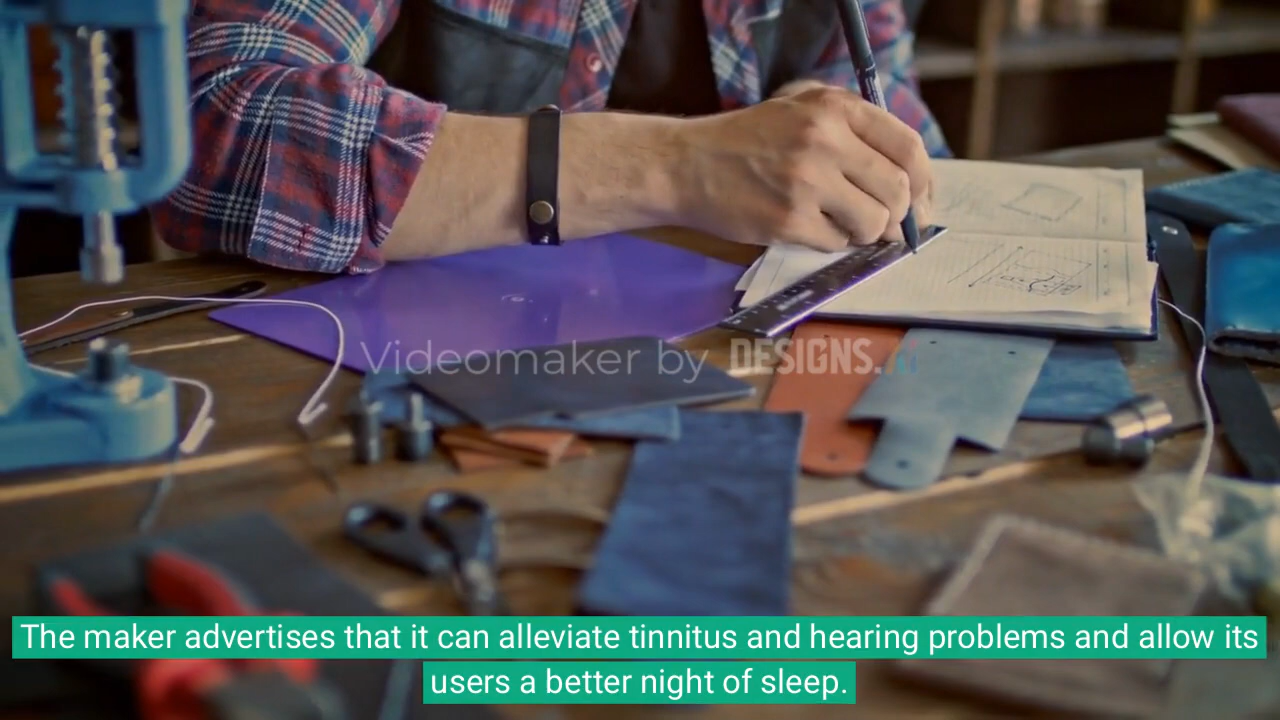 Videomaker by DESIGNS.AI
The maker advertises that it can alleviate tinnitus and hearing problems and allow its
users a better night of sleep.